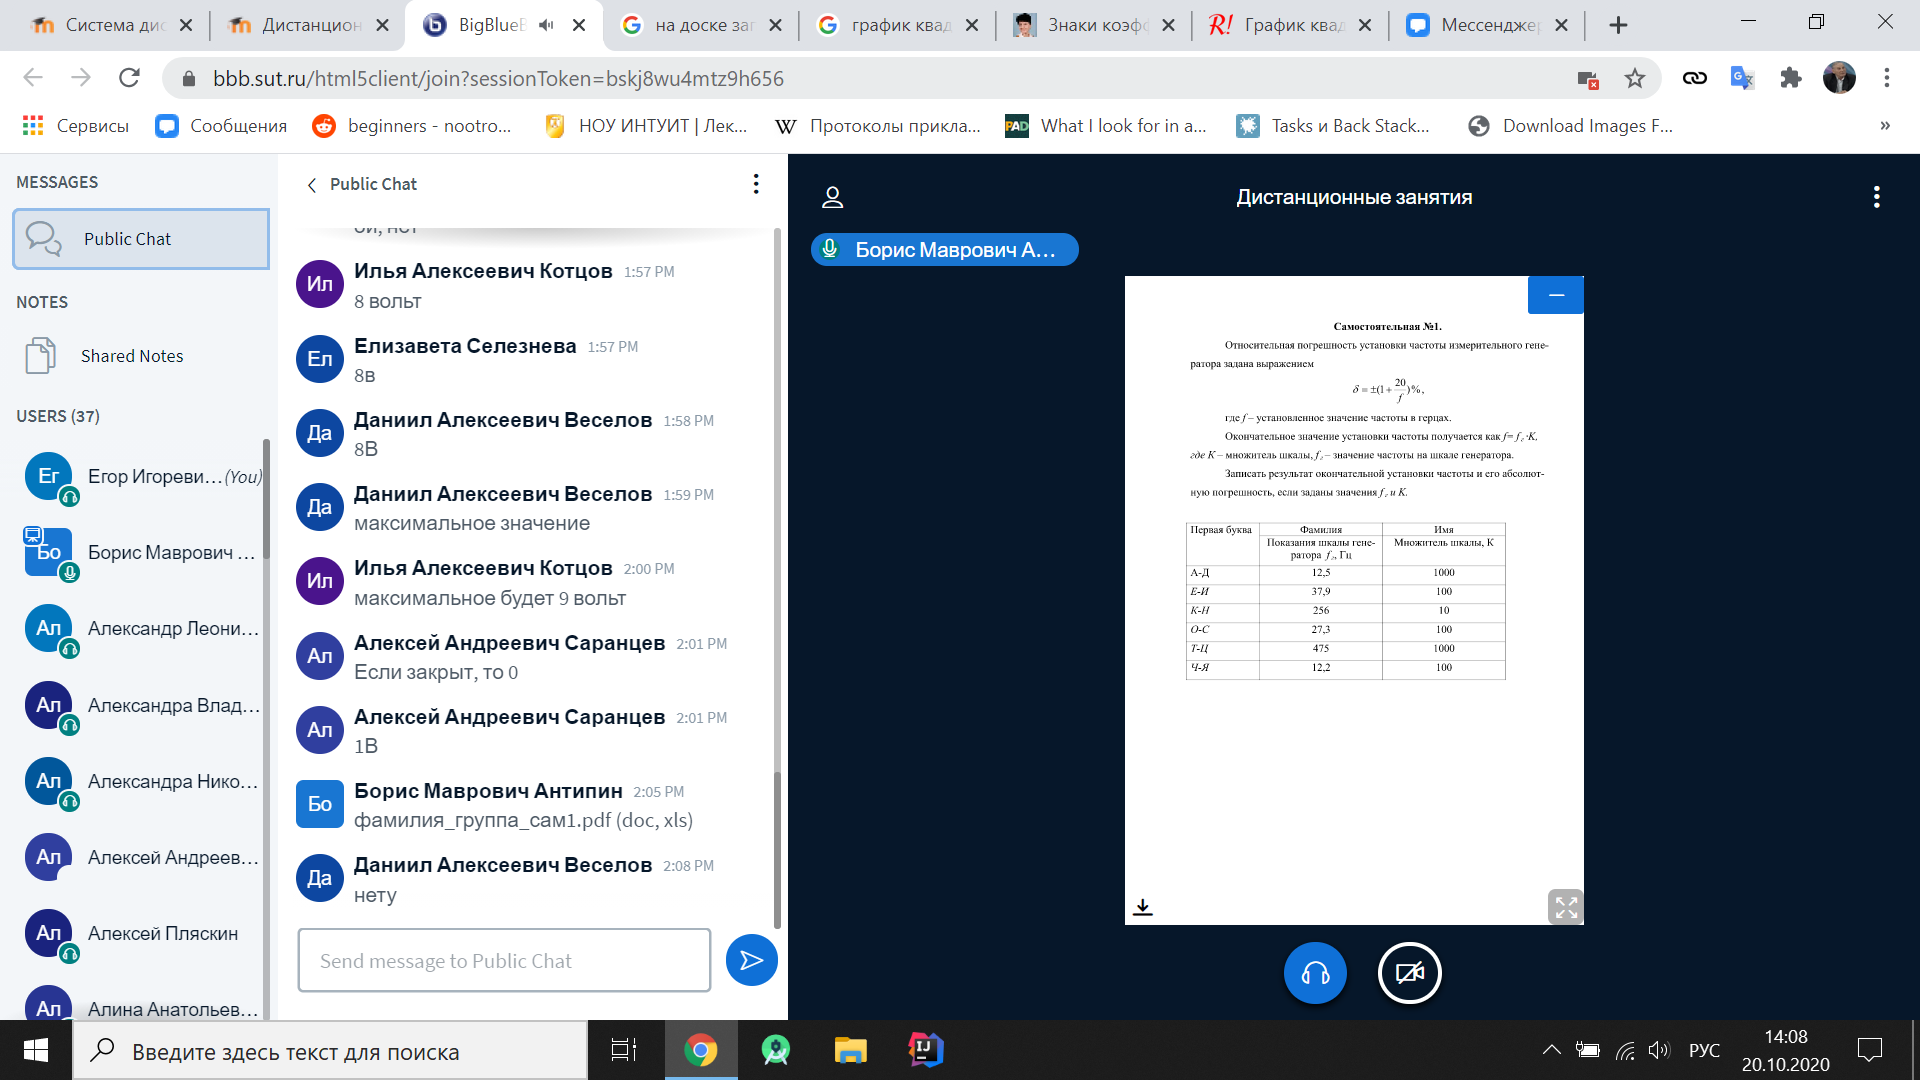 Система дис
Дистанцион
BigBlueB
на доске заг
график квад
Знаки коэфф
R!
График квад
Мессенджер
bbb.sut.ru/html5client/join?sessionToken=bskj8wu4mtz9h656
Сервисы
Сообщения
beginners - nootro...
НОУ ИНТУИТ | Лек...
W
Протоколы прикла...
PAD
What I look for in a...
Tasks и Back Stack...
Download Images F...
»
MESSAGES
Public Chat
NOTES
Shared Notes
USERS (37)
Ег
Егор Игореви... (You)
Бо
Борис Маврович ...
Ал
Александр Леони...
Ал
Александра Влад...
Ал
Александра Нико...
Ал
Алексей Андреев...
Ал
Алексей Пляскин
Ал
Алина Анатольев...
Public Chat
Ил
Илья Алексеевич Котцов 1:57 PM
8 вольт
Ел
Елизавета Селезнева 1:57 PM
8в
Да
Даниил Алексеевич Веселов 1:58 PM
8В
Да
Даниил Алексеевич Веселов 1:59 PM
максимальное значение
Ил
Илья Алексеевич Котцов 2:00 PM
максимальное будет 9 вольт
Ал
Алексей Андреевич Саранцев 2:01 PM
Если закрыт, то 0
Ал
Алексей Андреевич Саранцев 2:01 PM
1В
Бо
Борис Маврович Антипин 2:05 PM
фамилия_группа_сам1.pdf (doc, xls)
Да
Даниил Алексеевич Веселов 2:08 PM
нету
Send message to Public Chat
Дистанционные занятия
Борис Маврович А...
Самостоятельная №1.
Относительная погрешность установки частоты измерительного гене-
ратора задана выражением
δ = ±(1 + 20/f)%,
где f – установленное значение частоты в герцах.
Окончательное значение установки частоты получается как f= f г ·K,
где K – множитель шкалы, f г – значение частоты на шкале генератора.
Записать результат окончательной установки частоты и его абсолют-
ную погрешность, если заданы значения f г и K.
Первая буква Фамилия Имя
Показания шкалы гене- Множитель шкалы, K
ратора f г, Гц
А-Д 12,5 1000
Е-И 37,9 100
К-Н 256 10
О-С 27,3 100
Т-Ц 475 1000
Ч-Я 12,2 100
Введите здесь текст для поиска
РУС
14:08
20.10.2020